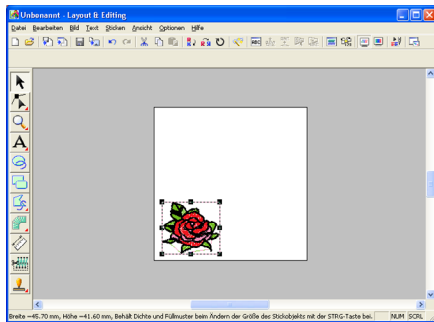 Unbenannt - Layout & Editing
Datei Bearbeiten Bild Text Sticken Ansicht Optionen Hilfe
ABC
A
Breite =45.70 mm, Höhe =41.60 mm, Behält Dichte und Füllmuster beim Ändern der Größe des Stickobjekts mit der STRG-Taste bei. NUM SCRL